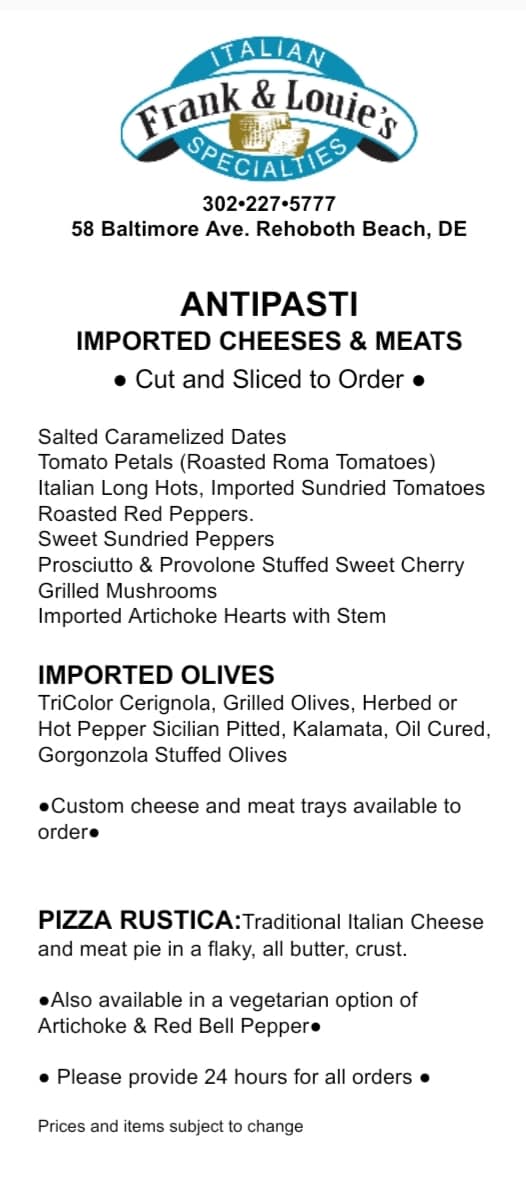 ITALIAN
Frank & Louie's
SPECIALTIES
302•227•5777
58 Baltimore Ave. Rehoboth Beach, DE
ANTIPASTI
IMPORTED CHEESES & MEATS
● Cut and Sliced to Order ●
Salted Caramelized Dates
Tomato Petals (Roasted Roma Tomatoes)
Italian Long Hots, Imported Sundried Tomatoes
Roasted Red Peppers.
Sweet Sundried Peppers
Prosciutto & Provolone Stuffed Sweet Cherry
Grilled Mushrooms
Imported Artichoke Hearts with Stem
IMPORTED OLIVES
TriColor Cerignola, Grilled Olives, Herbed or
Hot Pepper Sicilian Pitted, Kalamata, Oil Cured,
Gorgonzola Stuffed Olives
●Custom cheese and meat trays available to
order●
PIZZA RUSTICA:Traditional Italian Cheese
and meat pie in a flaky, all butter, crust.
●Also available in a vegetarian option of
Artichoke & Red Bell Pepper●
● Please provide 24 hours for all orders ●
Prices and items subject to change